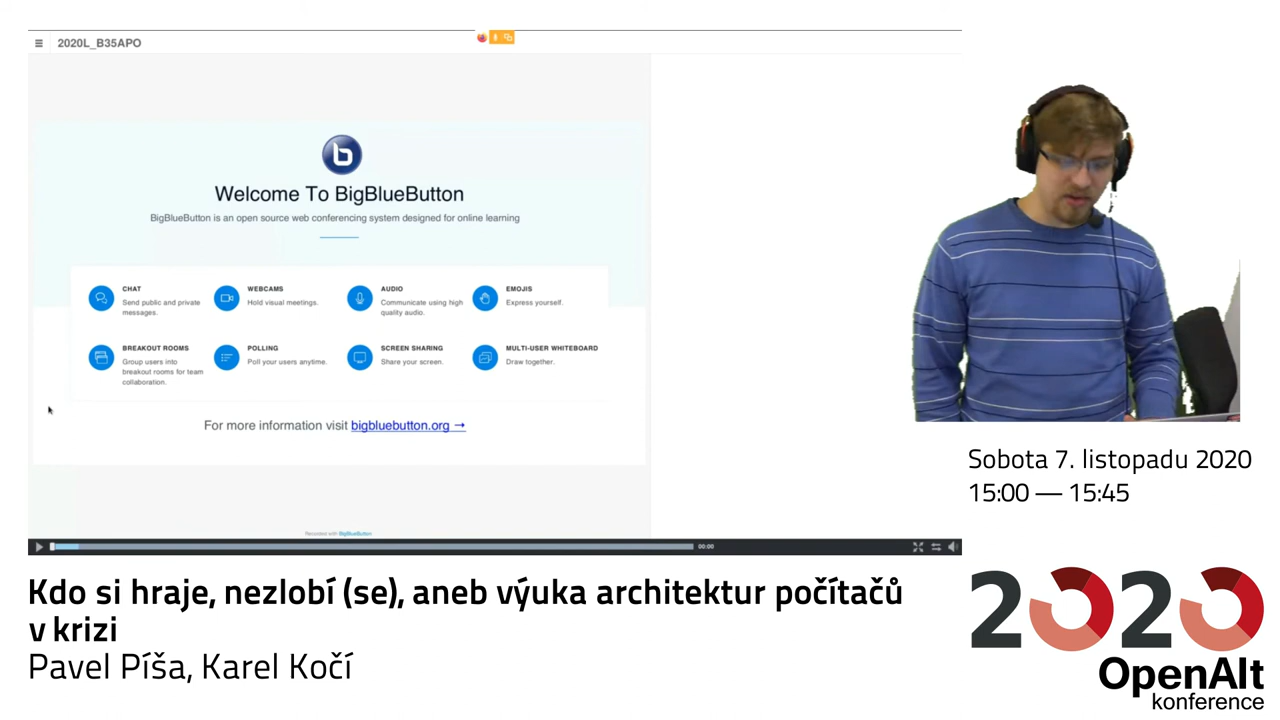 2020L_B35APO
Welcome To BigBlueButton
BigBlueButton is an open source web conferencing system designed for online learning
CHAT
Send public and private
messages.
WEBCAMS
Hold visual meetings.
AUDIO
Communicate using high
quality audio.
EMOJIS
Express yourself.
BREAKOUT ROOMS
Group users into
breakout rooms for team
collaboration.
POLLING
Poll your users anytime.
SCREEN SHARING
Share your screen.
MULTI-USER WHITEBOARD
Draw together.
For more information visit bigbluebutton.org →
Recorded with BigBlueButton
00:00
Sobota 7. listopadu 2020
15:00 — 15:45
Kdo si hraje, nezlobí (se), aneb výuka architektur počítačů
v krizi
Pavel Píša, Karel Kočí
2020
OpenAlt
konference